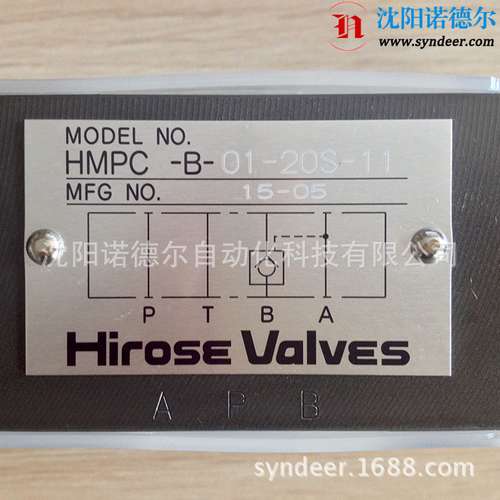 沈阳诺德尔
www.syndeer.com
MODEL NO.
HMPC -B-01-20S-11
MFG NO. 15-05
沈阳诺德尔自动化科技有限公司
P T B A
Hirose Valves
A P B
syndeer.1688.com